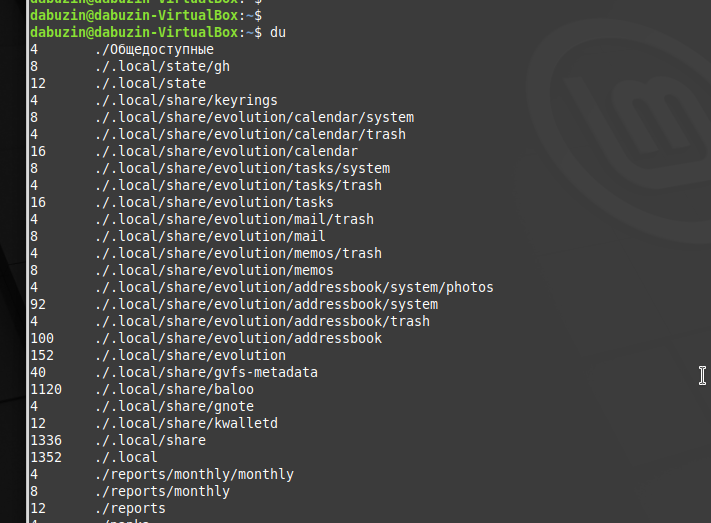 dabuzin@dabuzin-VirtualBox:~$
dabuzin@dabuzin-VirtualBox:~$
dabuzin@dabuzin-VirtualBox:~$ du
4 ./Общедоступные
8 ./.local/state/gh
12 ./.local/state
4 ./.local/share/keyrings
8 ./.local/share/evolution/calendar/system
4 ./.local/share/evolution/calendar/trash
16 ./.local/share/evolution/calendar
8 ./.local/share/evolution/tasks/system
4 ./.local/share/evolution/tasks/trash
16 ./.local/share/evolution/tasks
4 ./.local/share/evolution/mail/trash
8 ./.local/share/evolution/mail
4 ./.local/share/evolution/memos/trash
8 ./.local/share/evolution/memos
4 ./.local/share/evolution/addressbook/system/photos
92 ./.local/share/evolution/addressbook/system
4 ./.local/share/evolution/addressbook/trash
100 ./.local/share/evolution/addressbook
152 ./.local/share/evolution
40 ./.local/share/gvfs-metadata
1120 ./.local/share/baloo
4 ./.local/share/gnote
12 ./.local/share/kwalletd
1336 ./.local/share
1352 ./.local
4 ./reports/monthly/monthly
8 ./reports/monthly
12 ./reports